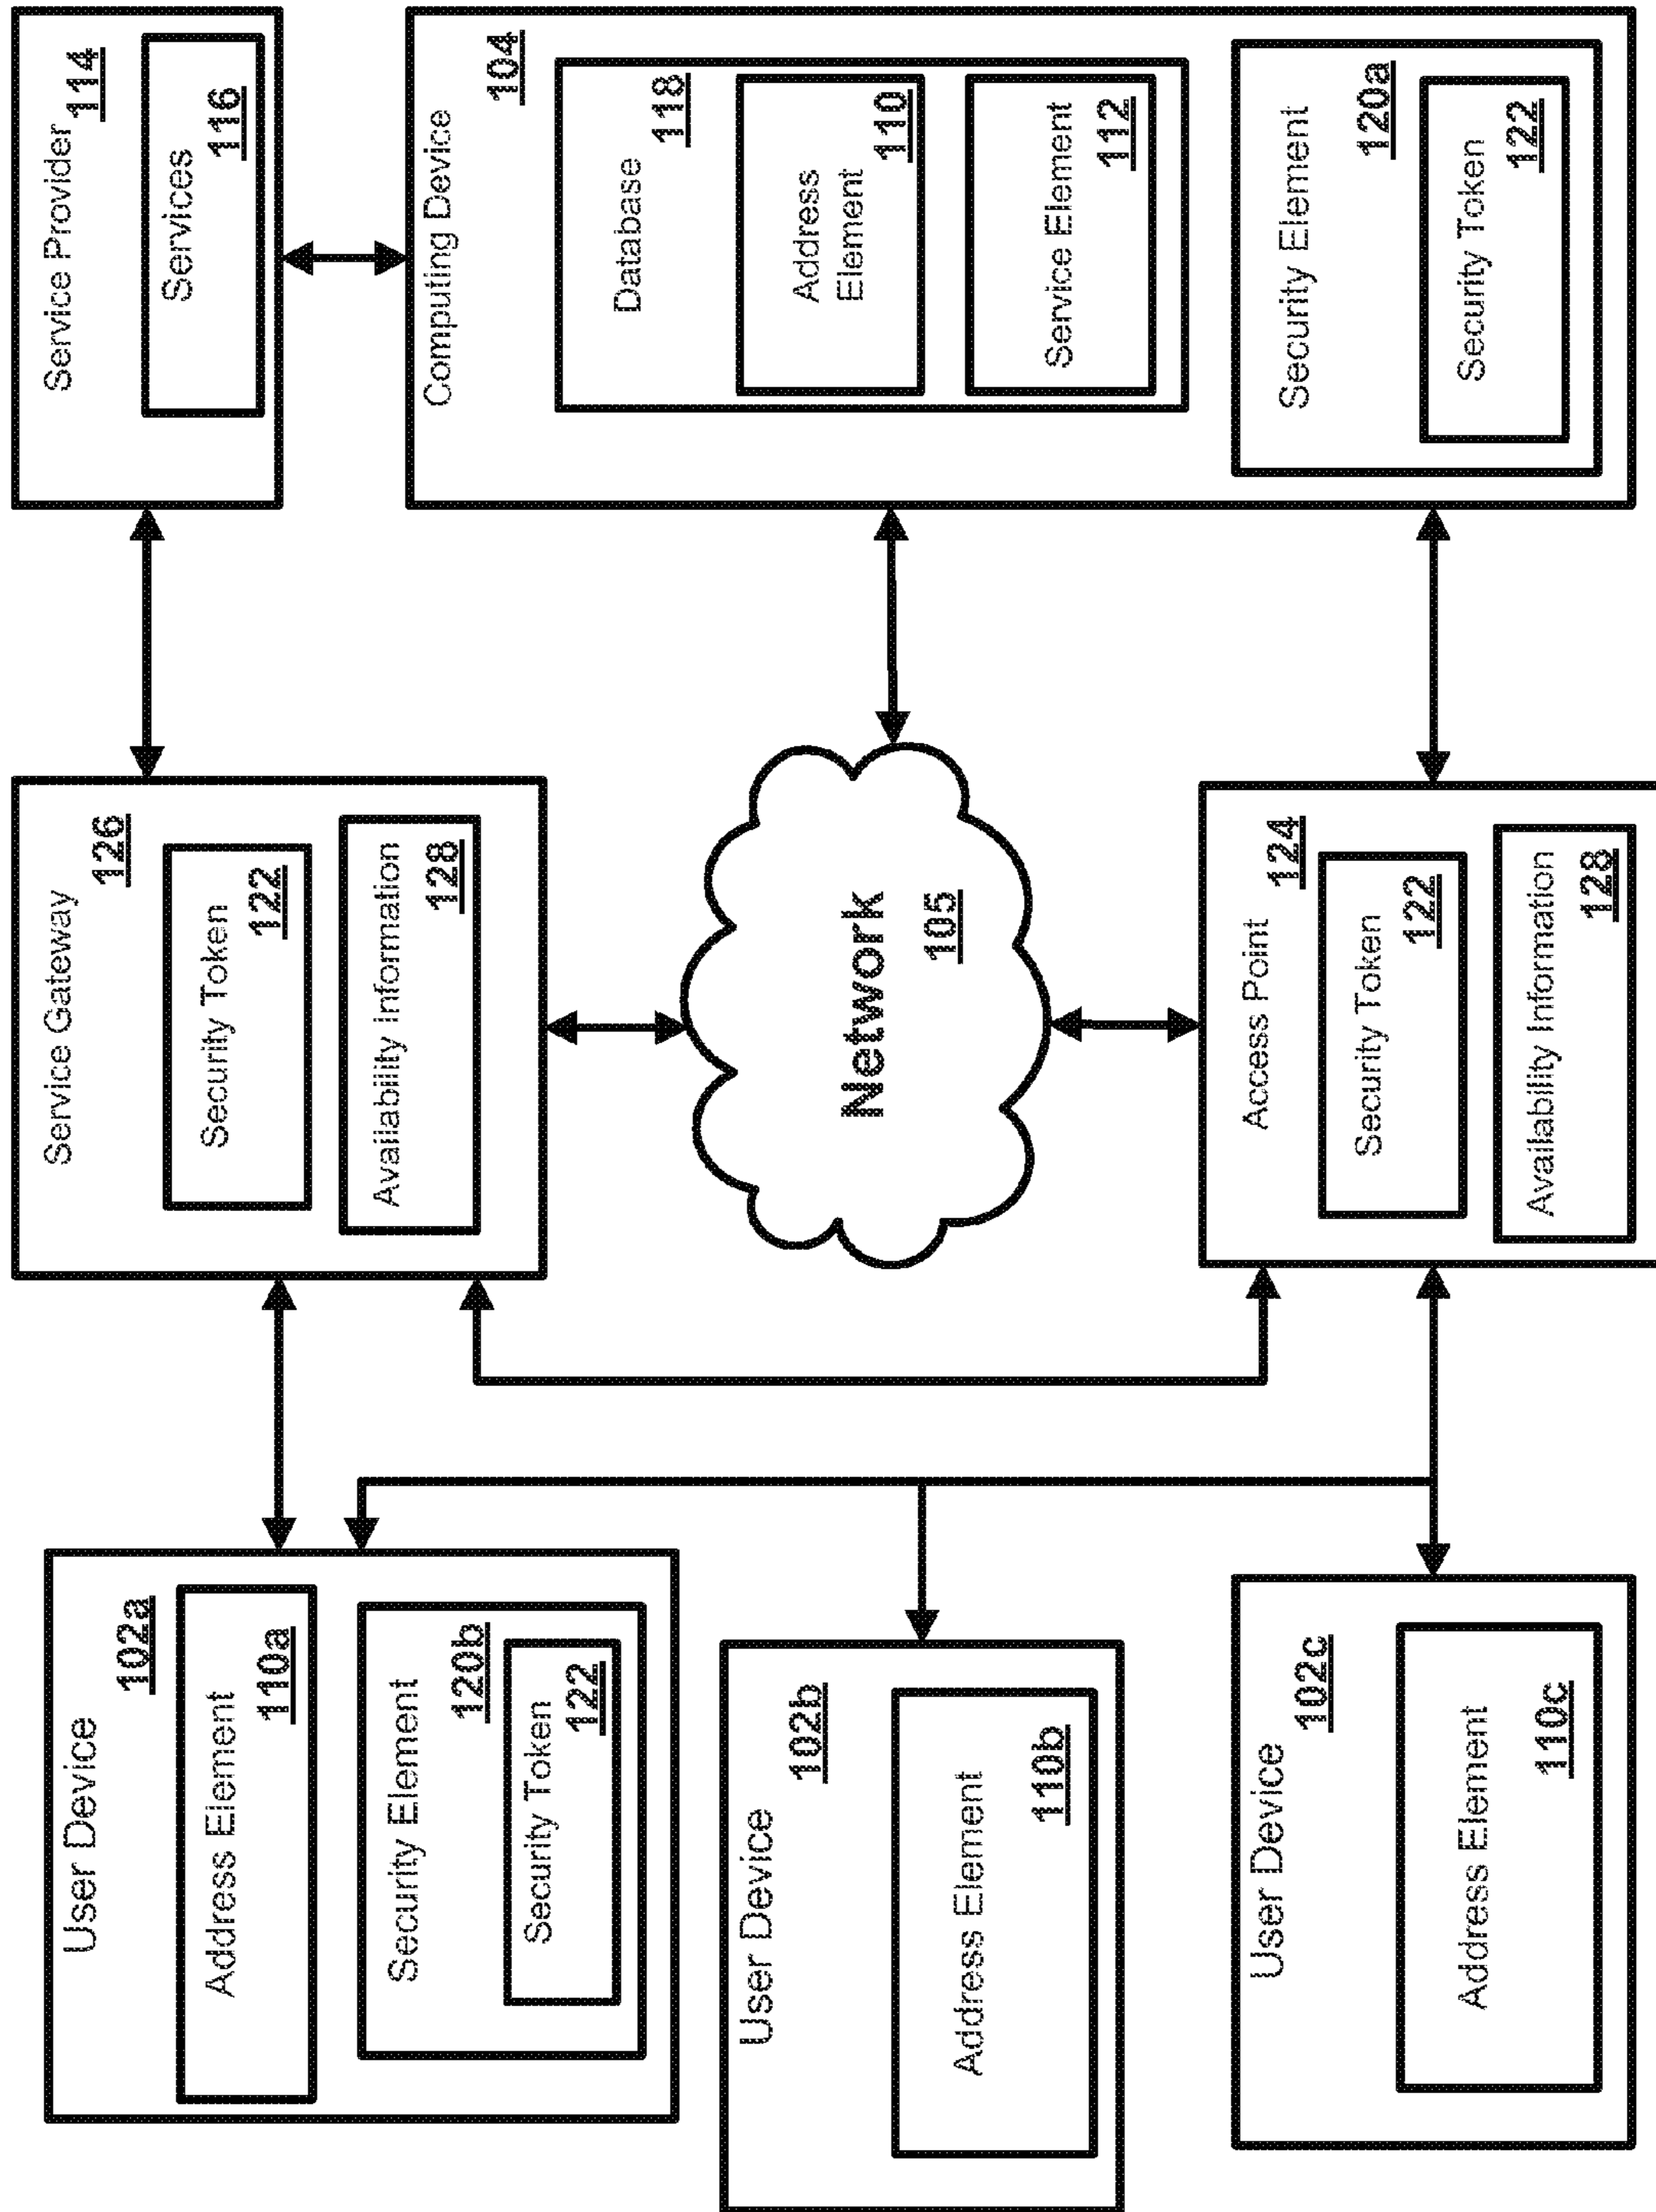 User Device
102a
Address Element
110a
Security Element
120b
Security Token
122
User Device
102b
Address Element
110b
User Device
102c
Address Element
110c
Service Gateway
126
Security Token
122
Availability Information
128
Network
105
Access Point
124
Security Token
122
Availability Information
128
Service Provider
114
Services
116
Computing Device
104
Database
118
Address
Element
110
Service Element
112
Security Element
120a
Security Token
122